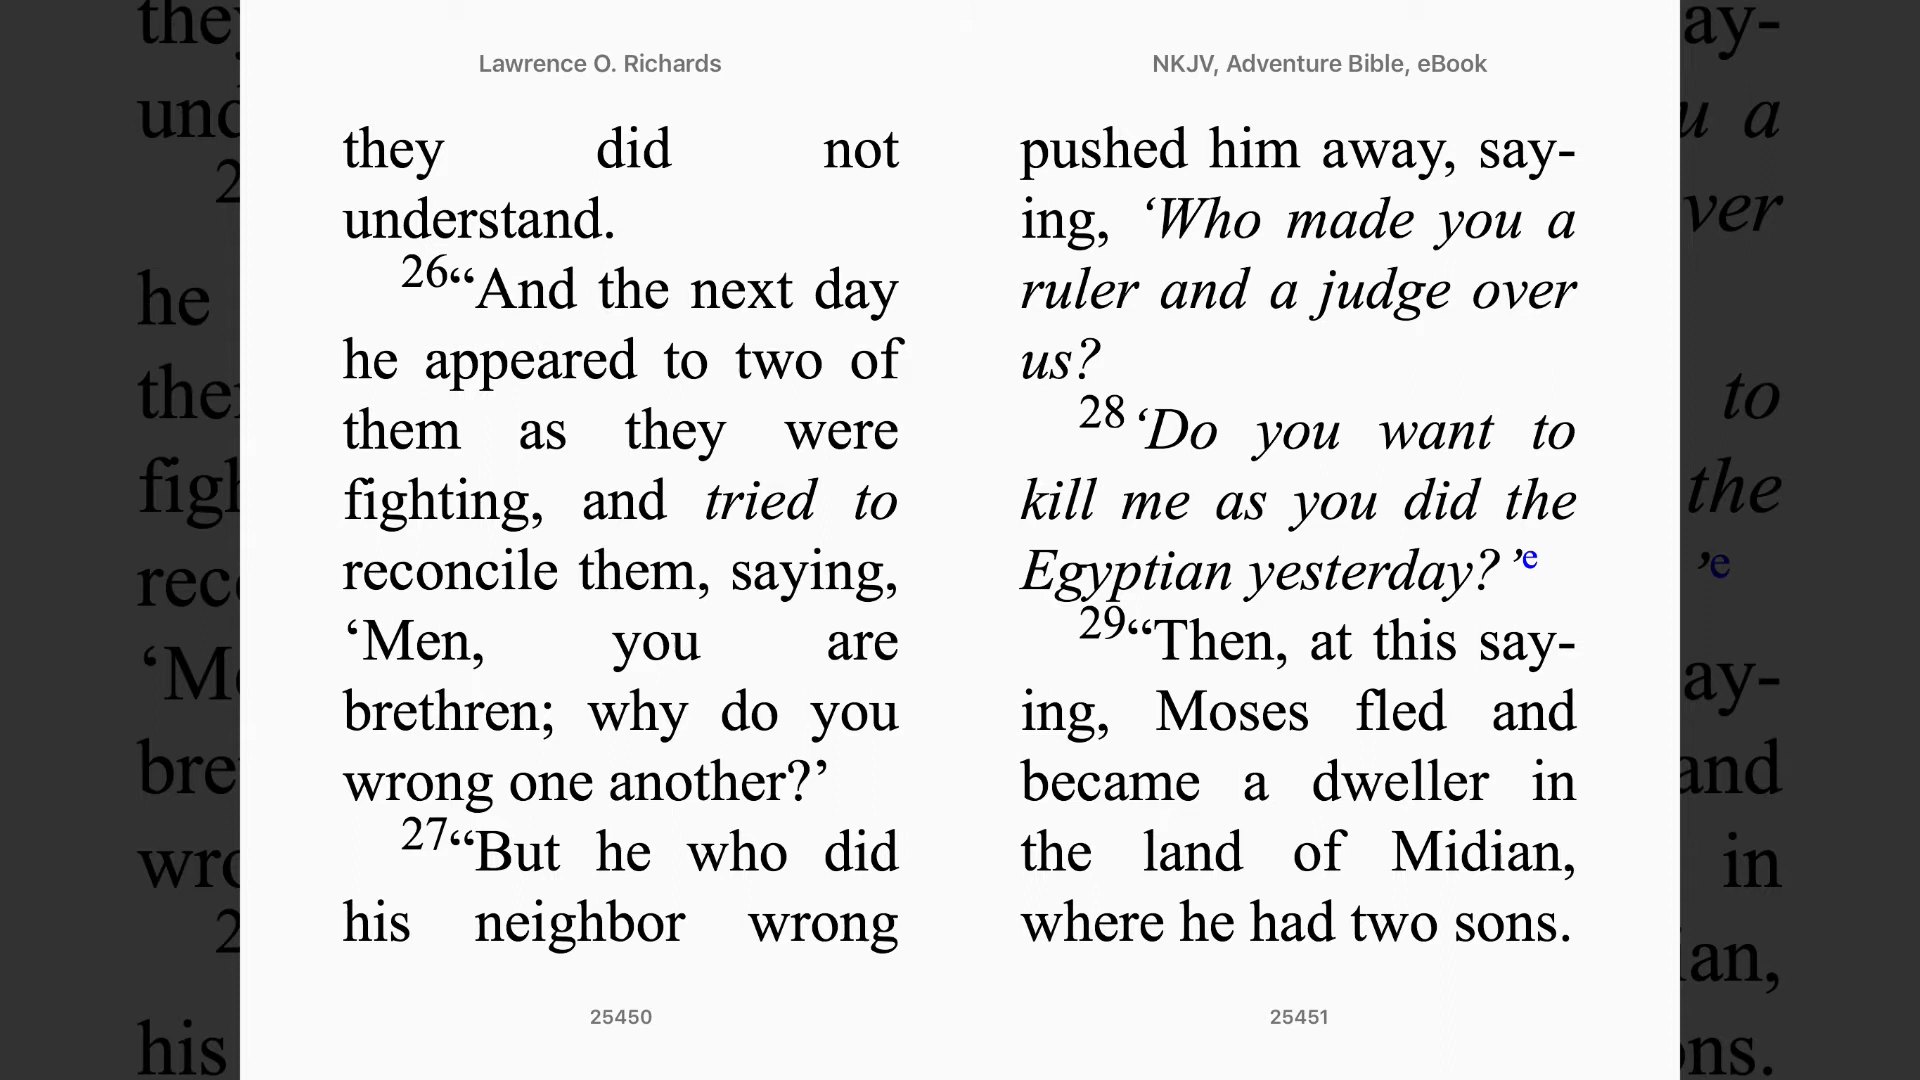 Lawrence O. Richards
they did not
understand.
26“And the next day
he appeared to two of
them as they were
fighting, and tried to
reconcile them, saying,
‘Men, you are
brethren; why do you
wrong one another?’
27“But he who did
his neighbor wrong
25450
NKJV, Adventure Bible, eBook
pushed him away, say-
ing, ‘Who made you a
ruler and a judge over
us?
28 ‘Do you want to
kill me as you did the
Egyptian yesterday?’e
29“Then, at this say-
ing, Moses fled and
became a dweller in
the land of Midian,
where he had two sons.
25451